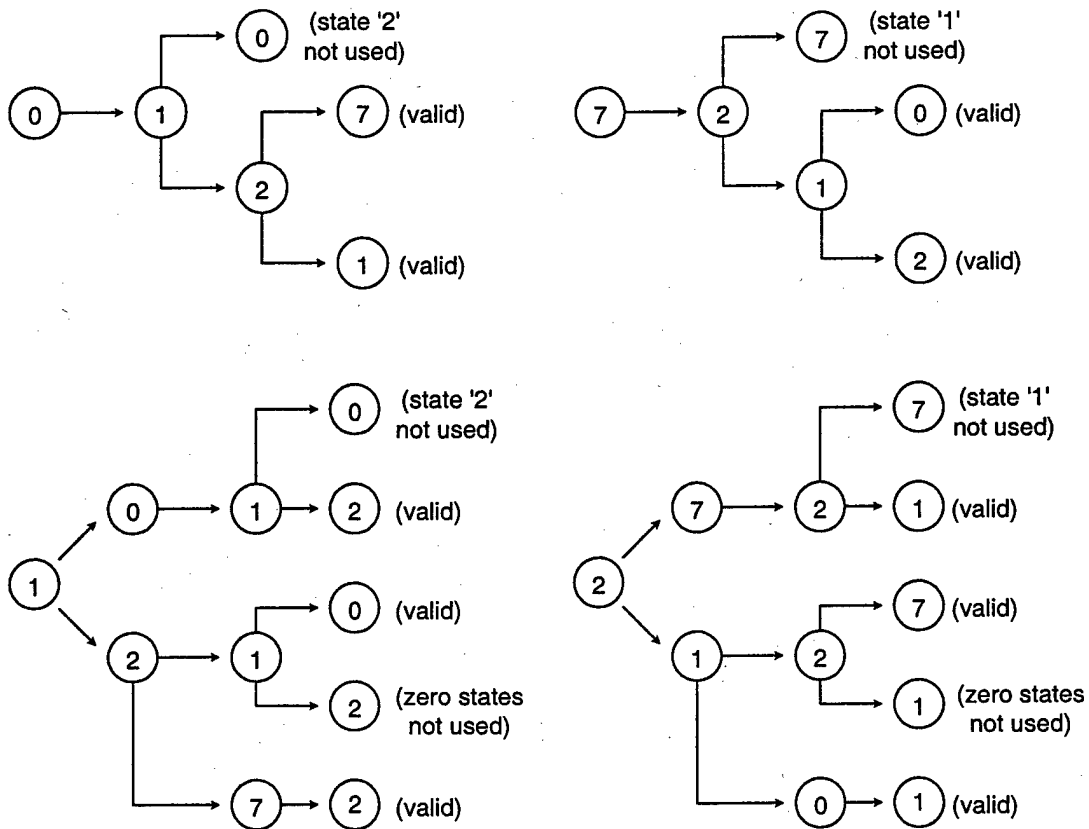 0
1
0
(state '2'
not used)
2
7
(valid)
1
(valid)
7
2
7
(state '1'
not used)
1
0
(valid)
2
(valid)
1
0
1
0
(state '2'
not used)
2
(valid)
2
1
0
(valid)
2
(zero states
not used)
7
2
(valid)
2
7
2
7
(state '1'
not used)
1
(valid)
1
2
7
(valid)
1
(zero states
not used)
0
1
(valid)